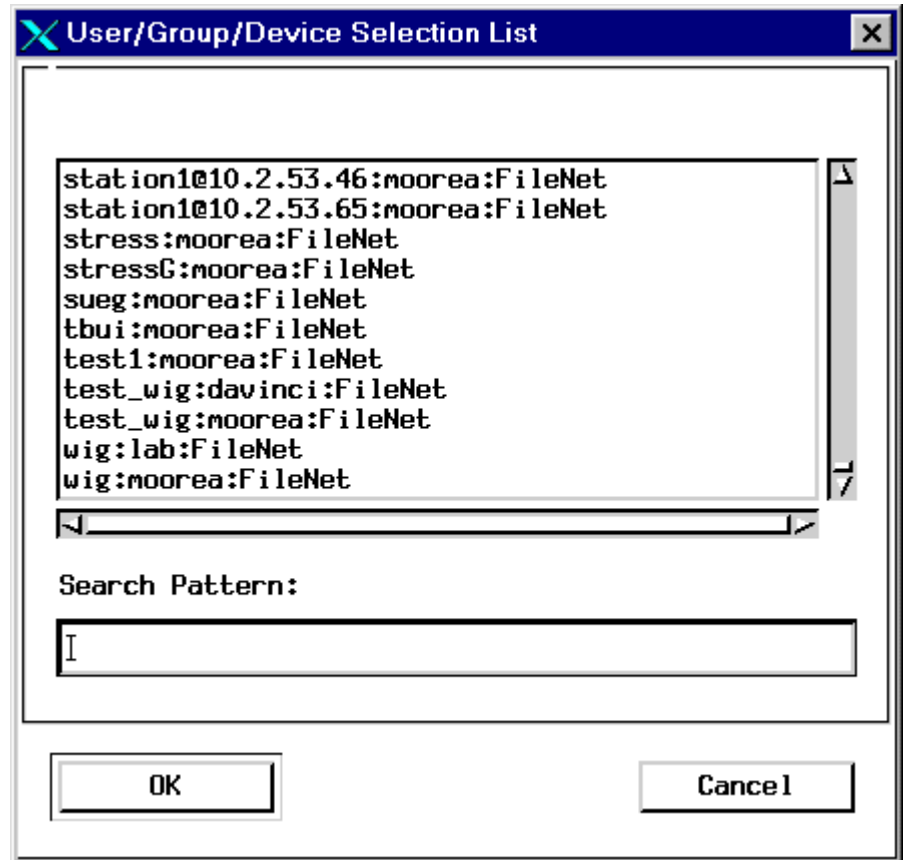 User/Group/Device Selection List
station1@10.2.53.46:moorea:FileNet
station1@10.2.53.65:moorea:FileNet
stress:moorea:FileNet
stressG:moorea:FileNet
sueg:moorea:FileNet
tbui:moorea:FileNet
test1:moorea:FileNet
test_wig:davinci:FileNet
test_wig:moorea:FileNet
wig:lab:FileNet
wig:moorea:FileNet
Search Pattern:
OK
Cancel